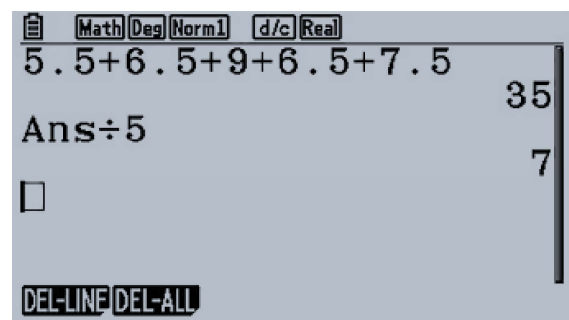 Math Deg Norm1 d/c Real
5.5+6.5+9+6.5+7.5
35
Ans÷5
7
DEL-LINE DEL-ALL